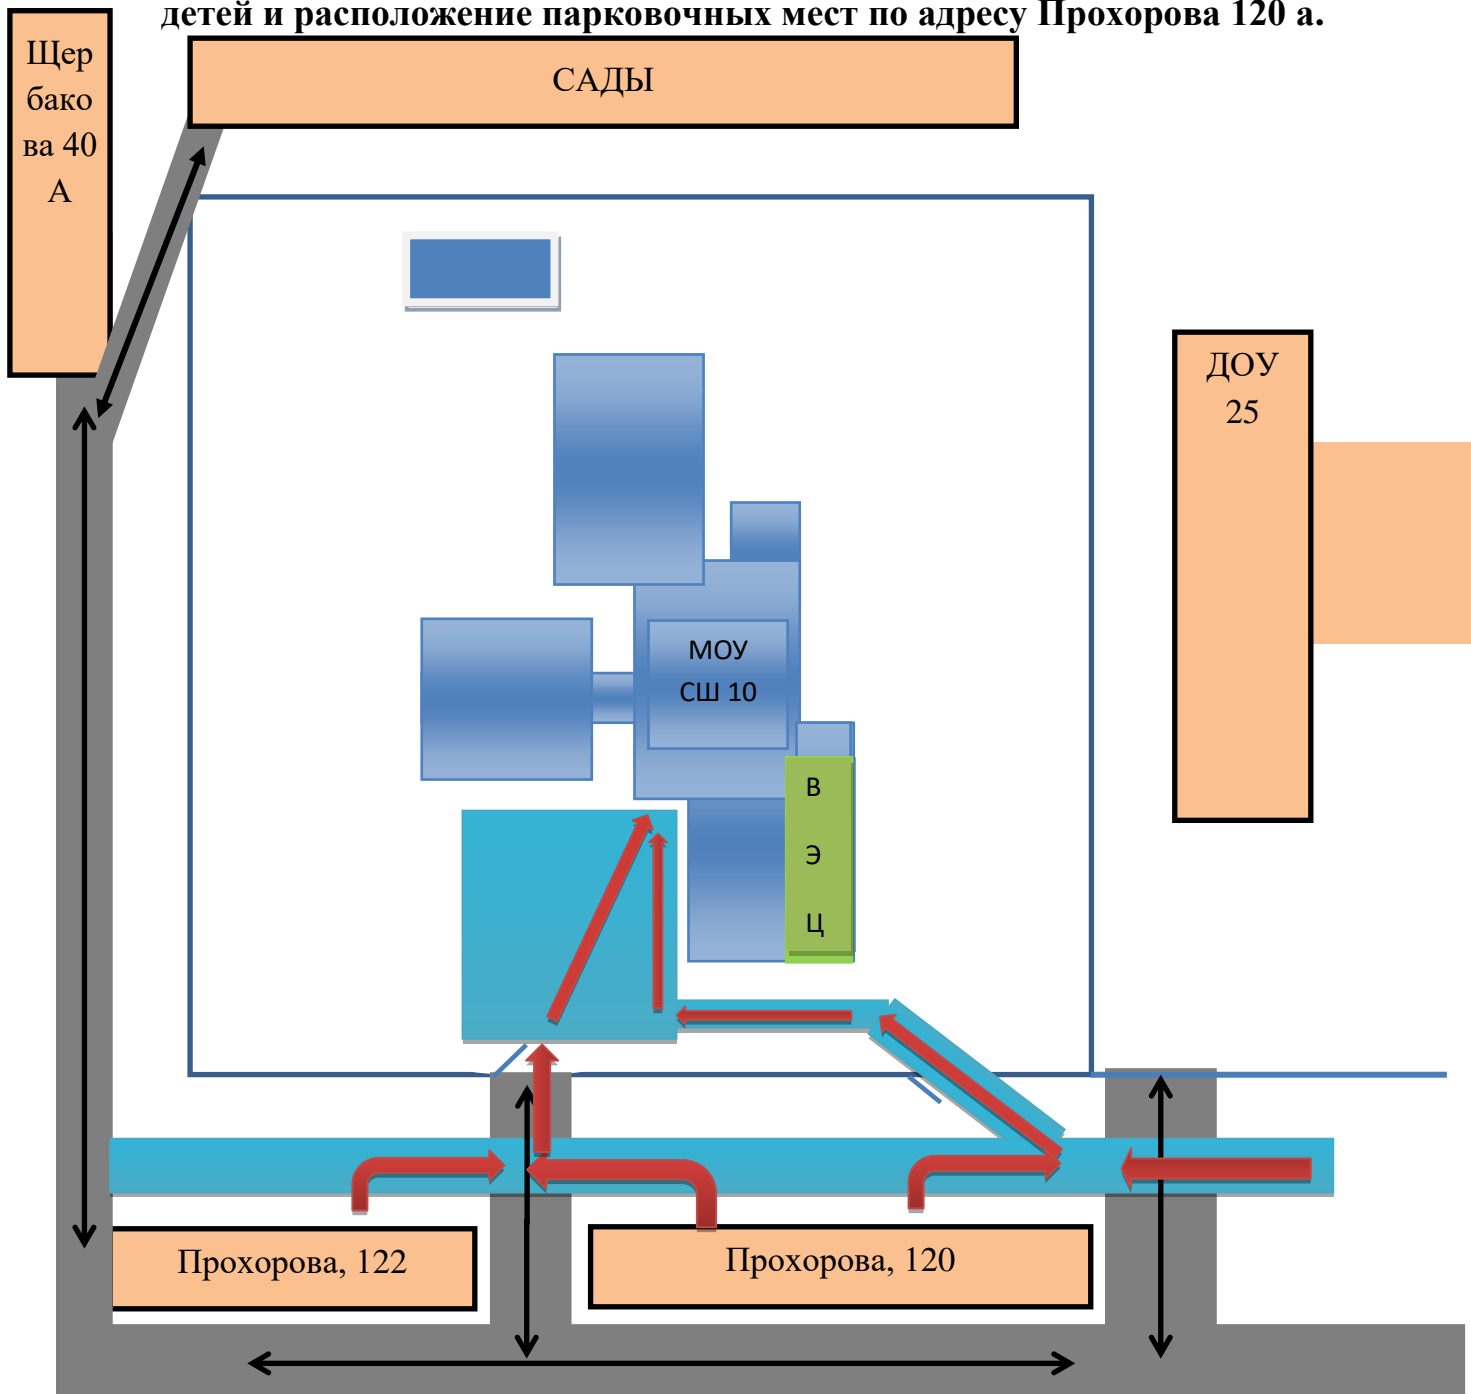 детей и расположение парковочных мест по адресу Прохорова 120 а.
Щер
бако
ва 40
А
САДЫ
ДОУ
25
МОУ
СШ 10
В
Э
Ц
Прохорова, 122
Прохорова, 120